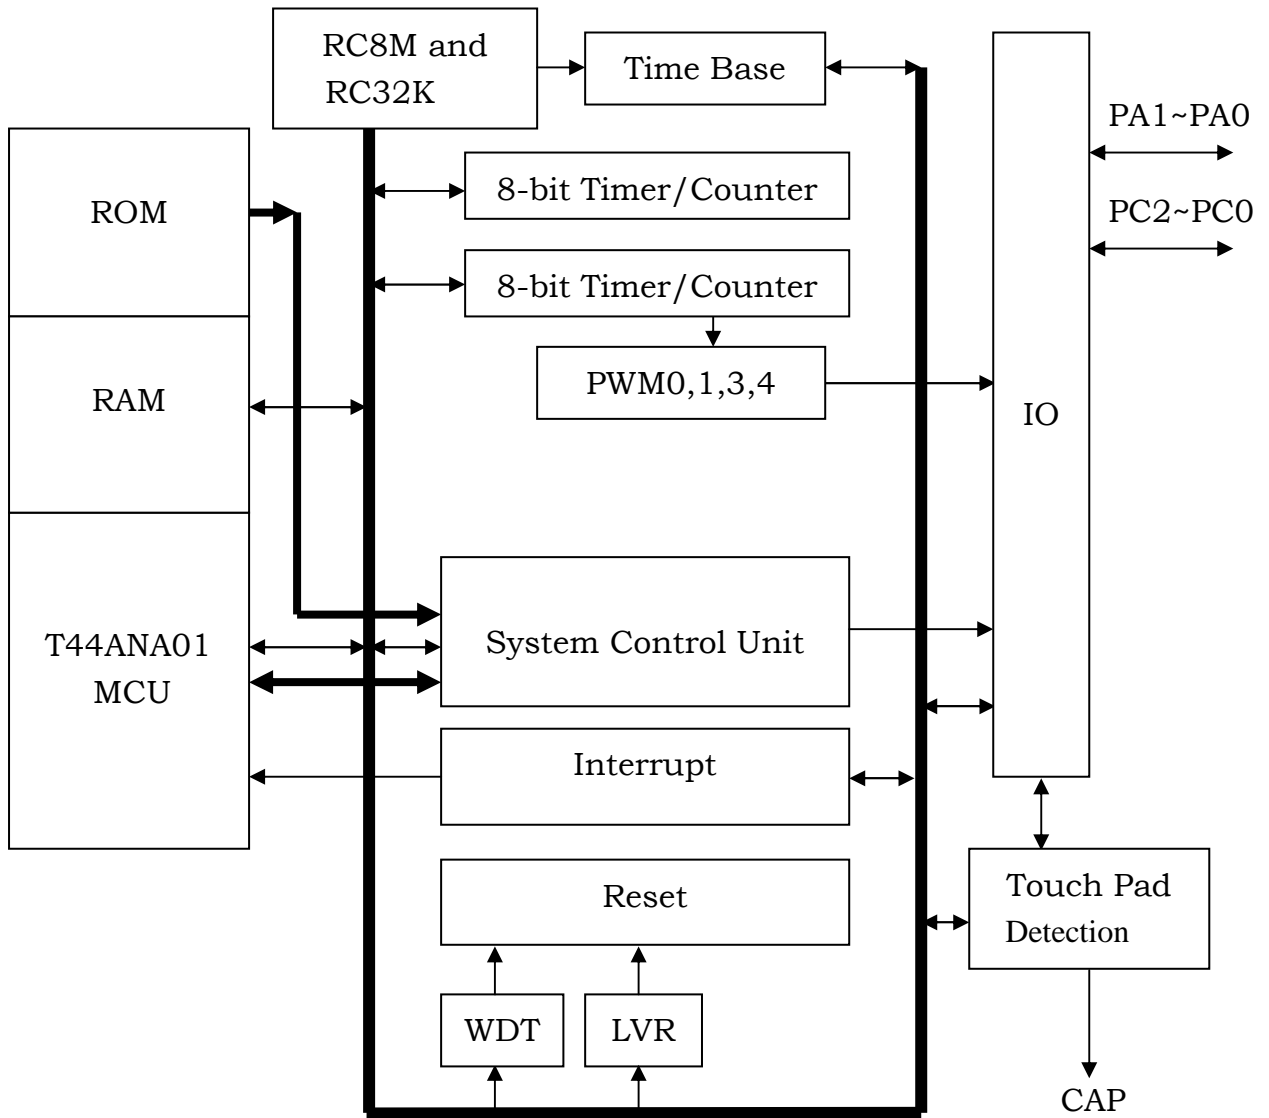 RC8M and
RC32K
Time Base
PA1~PA0
ROM
8-bit Timer/Counter
PC2~PC0
8-bit Timer/Counter
RAM
PWM0,1,3,4
IO
T44ANA01
MCU
System Control Unit
Interrupt
Reset
Touch Pad
Detection
WDT
LVR
CAP